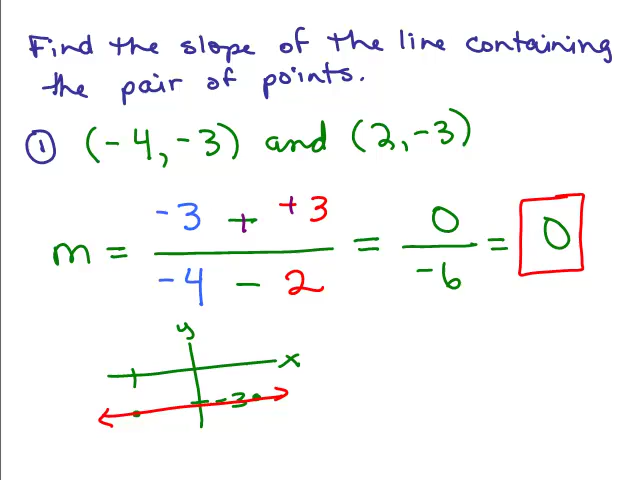 Find the slope of the line containing
the pair of points.
① (-4,-3) and (2,-3)
m = -3 + +3 / -4 - 2 = 0 / -6 = 0
y
x
-3